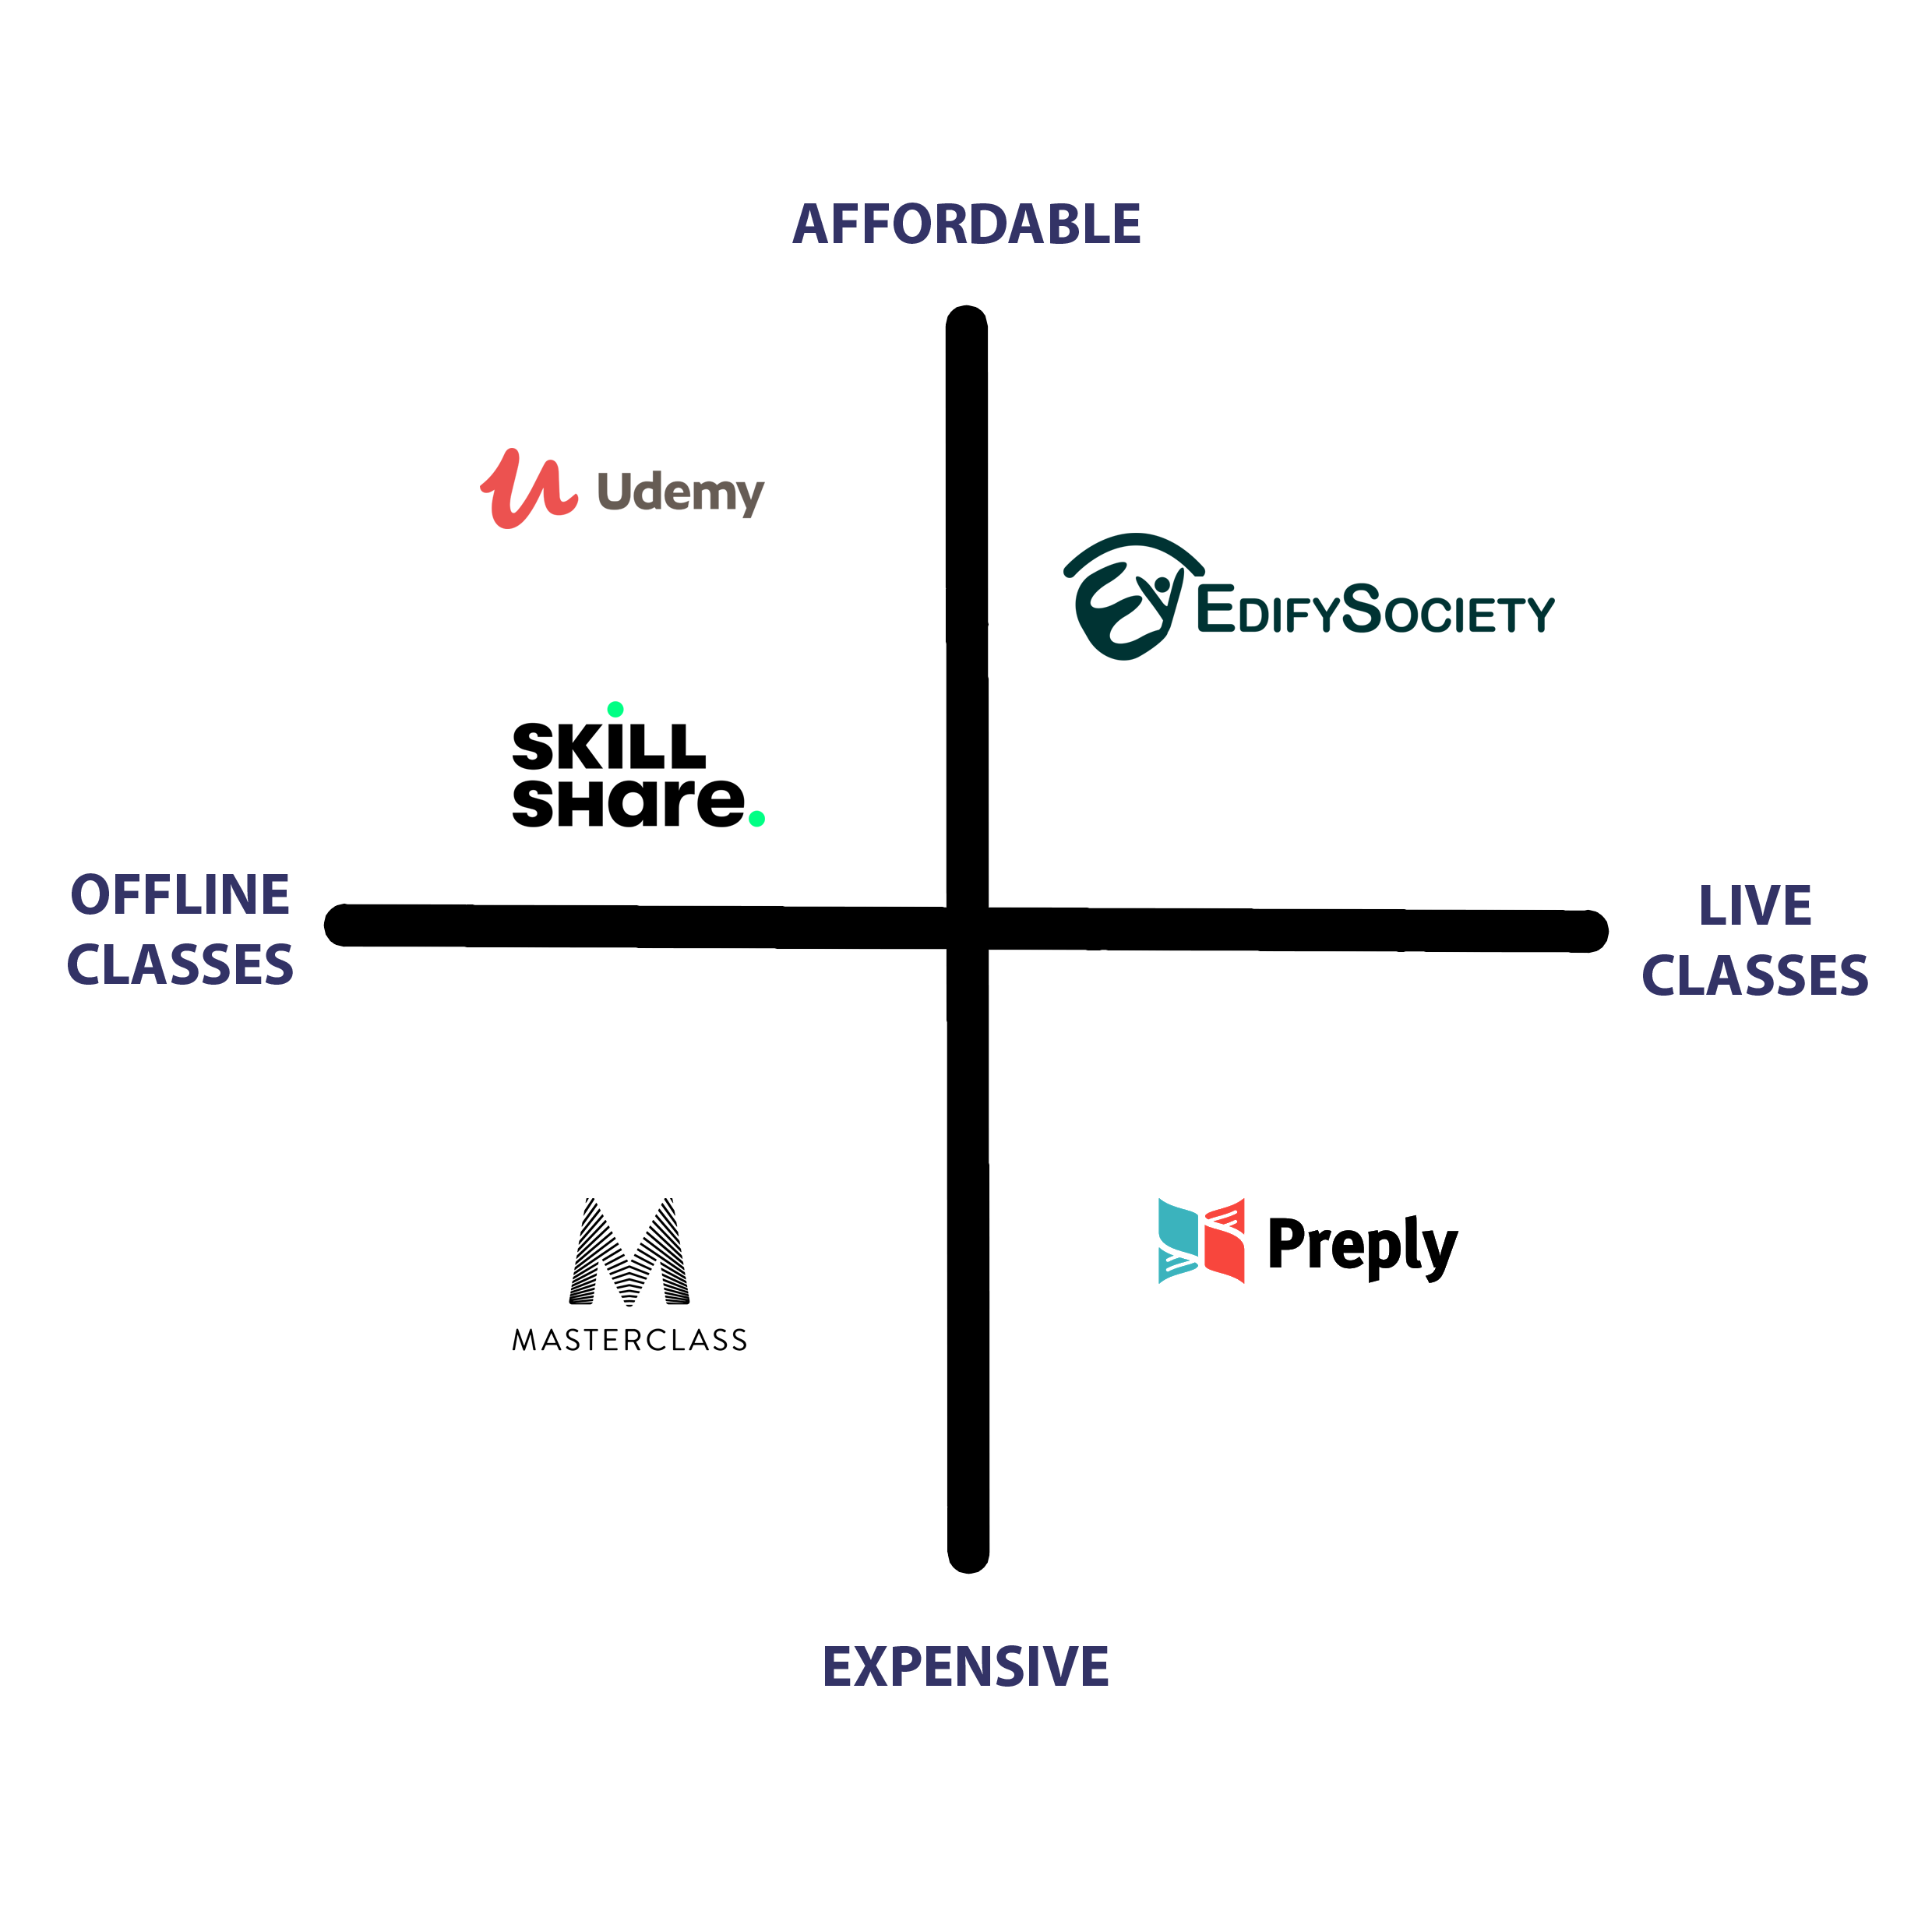 AFFORDABLE
Udemy
EDIFYSOCIETY
SKILL
SHare.
OFFLINE
CLASSES
LIVE
CLASSES
Preply
MASTERCLASS
EXPENSIVE